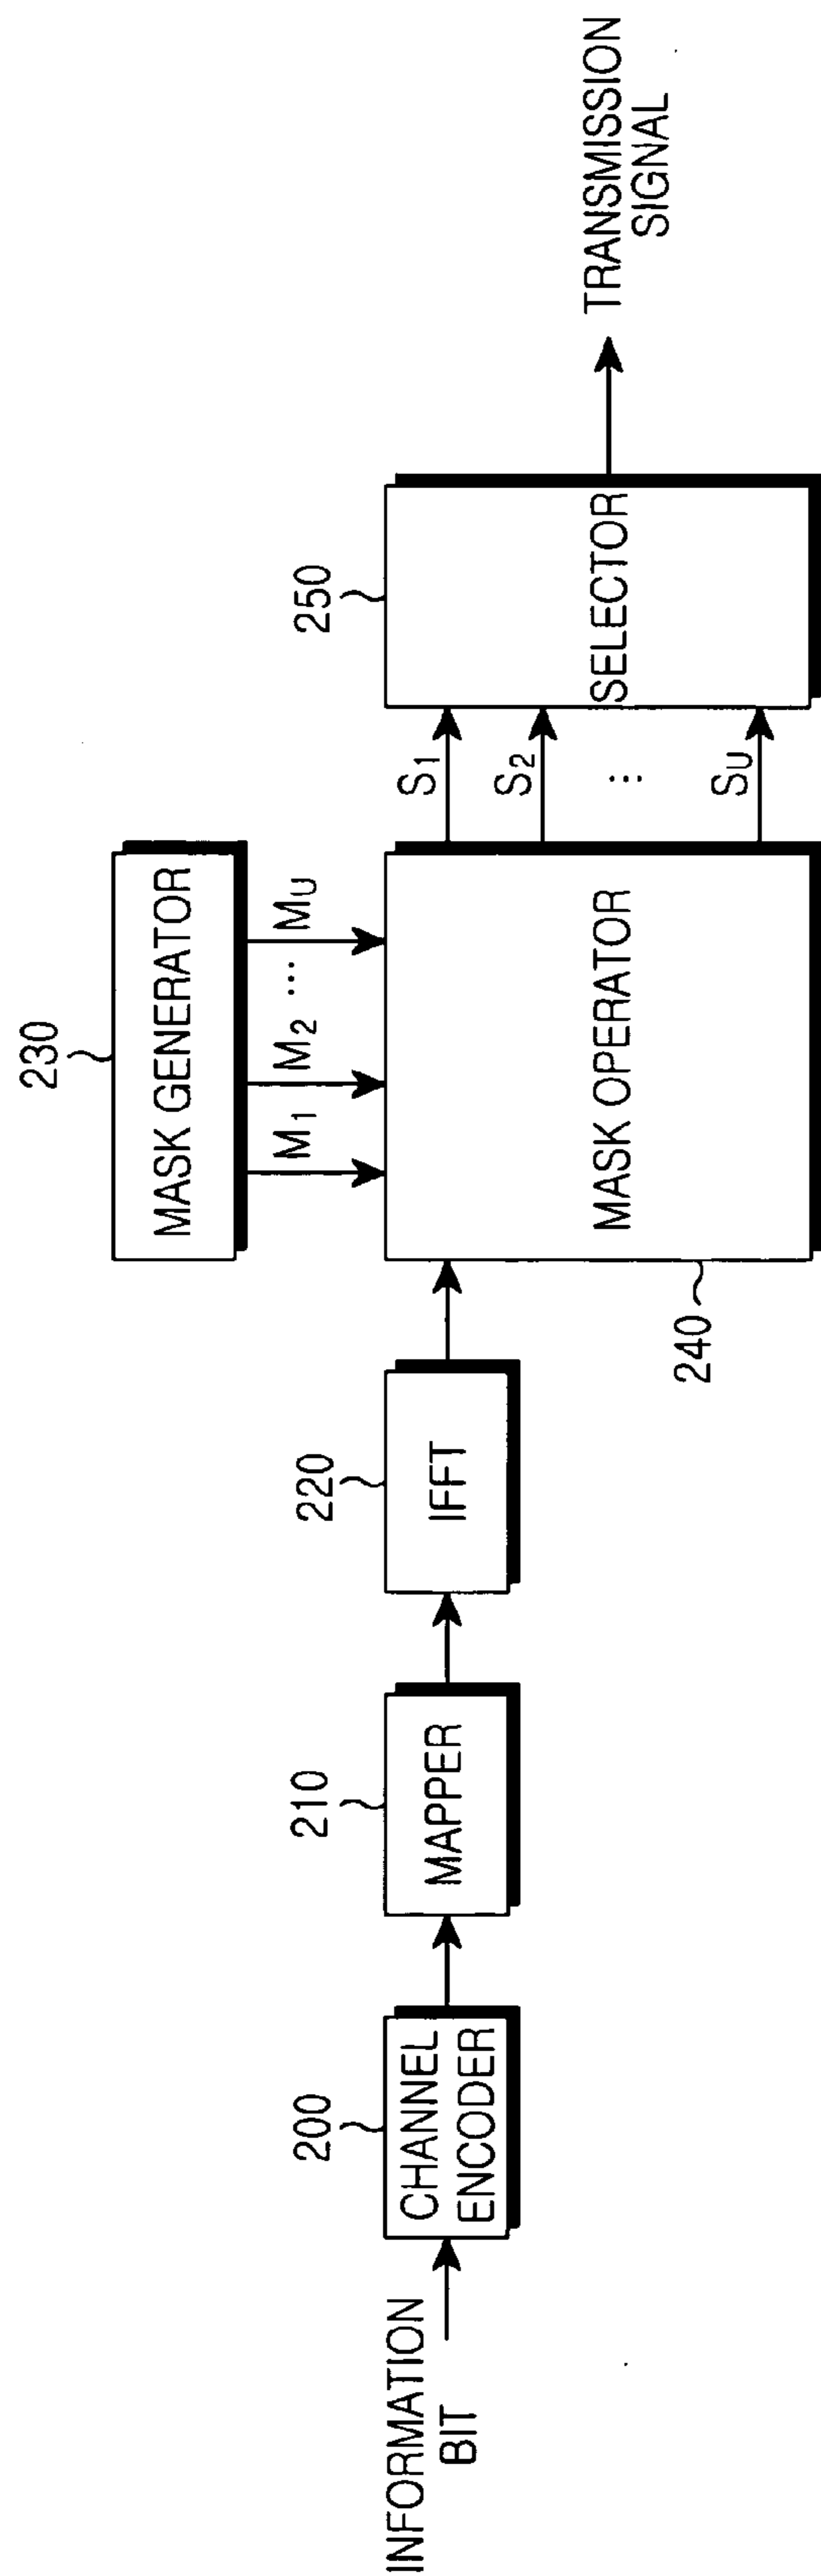 INFORMATION
BIT
200
CHANNEL
ENCODER
210
MAPPER
220
IFFT
230
MASK GENERATOR
M1 M2 ... MU
240
MASK OPERATOR
S1
S2
⋮
SU
250
SELECTOR
TRANSMISSION
SIGNAL